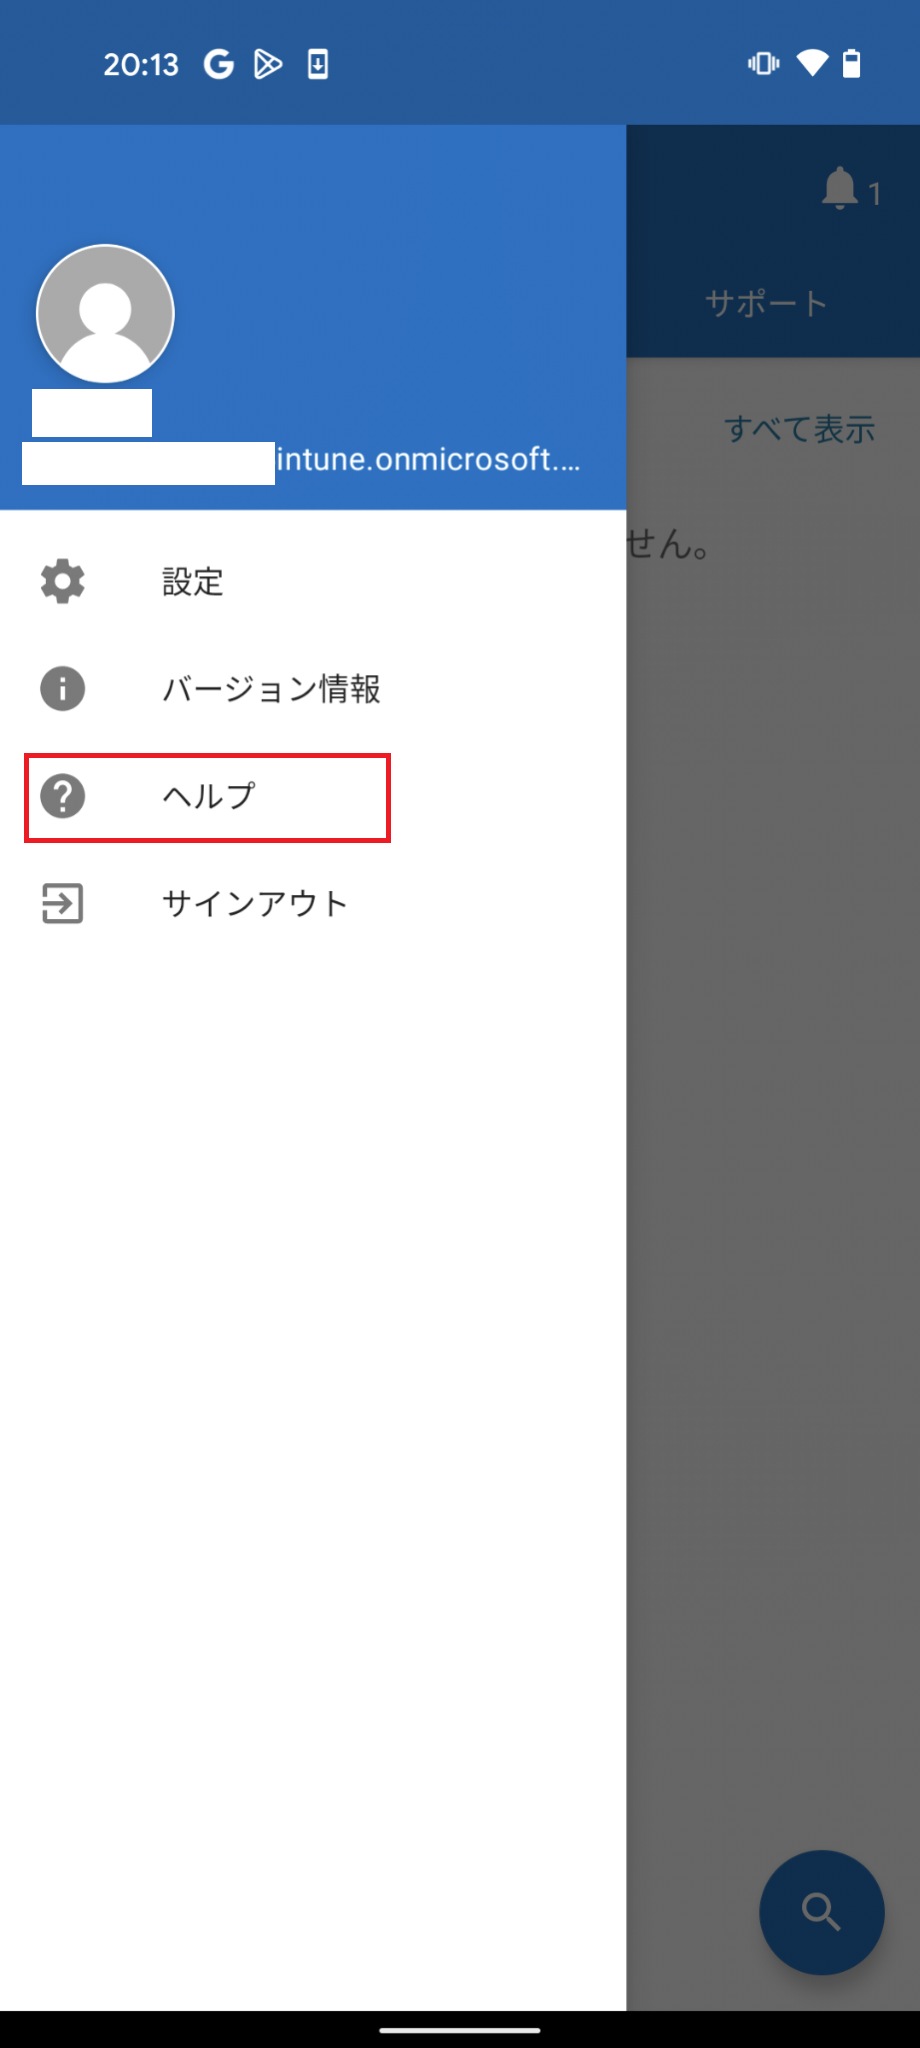 20:13
1
サポート
すべて表示
intune.onmicrosoft....
せん。
設定
バージョン情報
ヘルプ
サインアウト